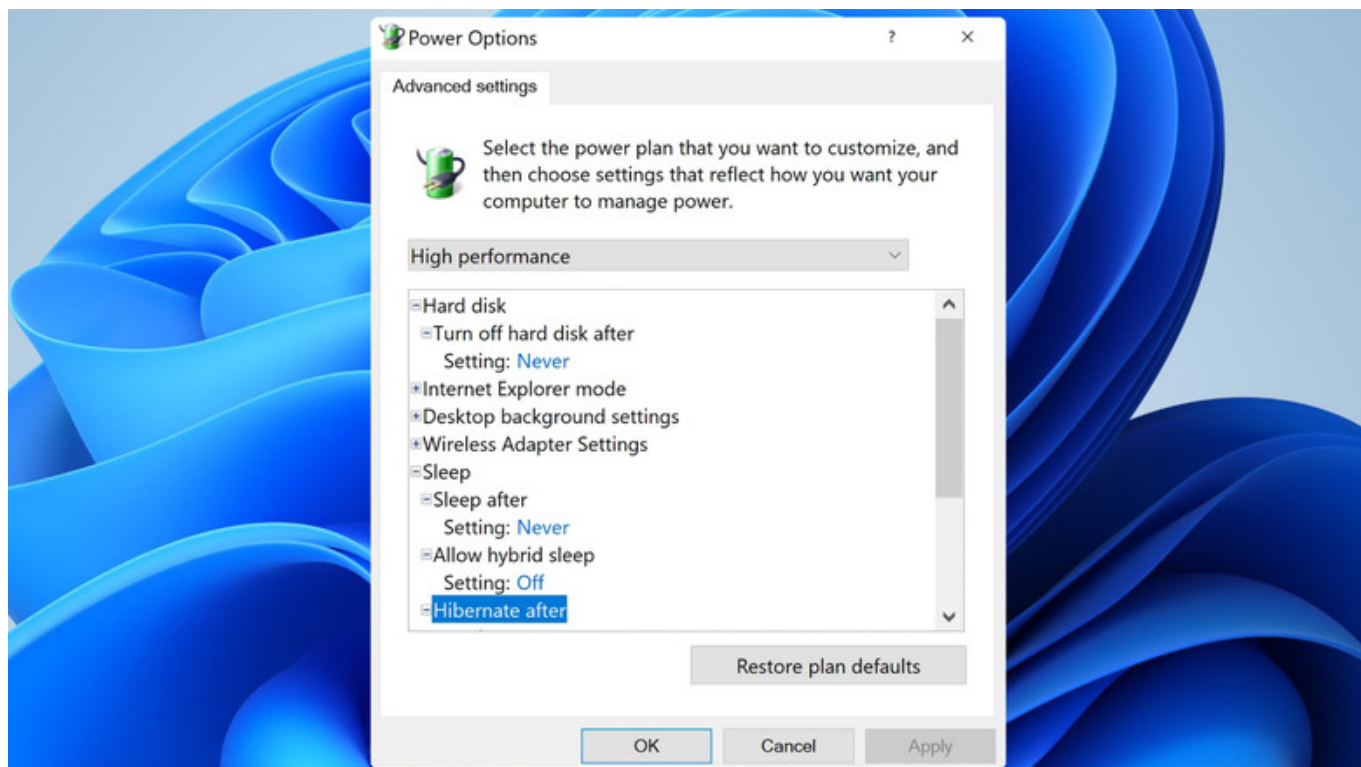 Power Options
?
Advanced settings
Select the power plan that you want to customize, and
then choose settings that reflect how you want your
computer to manage power.
High performance
Hard disk
Turn off hard disk after
Setting: Never
Internet Explorer mode
Desktop background settings
Wireless Adapter Settings
Sleep
Sleep after
Setting: Never
Allow hybrid sleep
Setting: Off
Hibernate after
Restore plan defaults
OK Cancel Apply